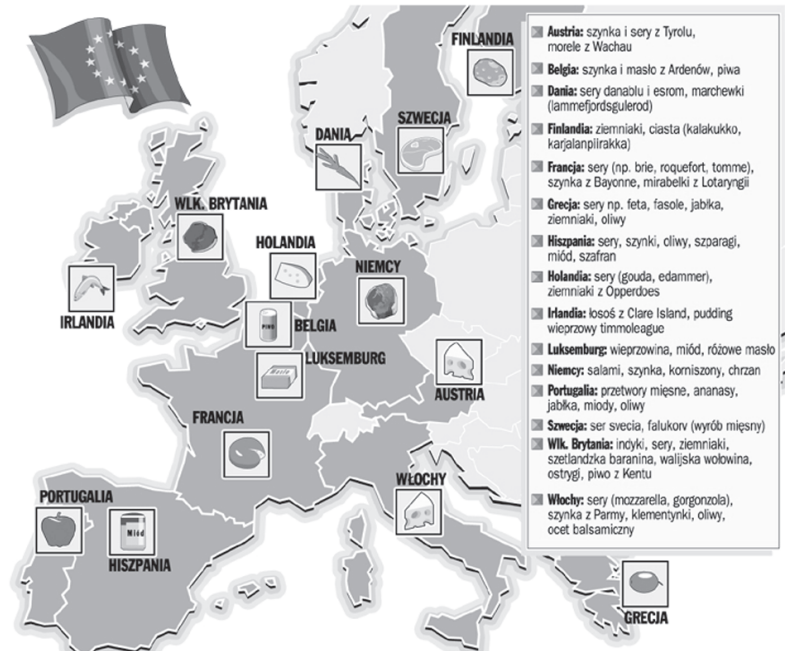 FINLANDIA
SZWECJA
DANIA
WLK. BRYTANIA
HOLANDIA
NIEMCY
IRLANDIA
PIWO
BELGIA
Masło
LUKSEMBURG
AUSTRIA
FRANCJA
WŁOCHY
PORTUGALIA
Miód
HISZPANIA
GRECJA
Austria: szynka i sery z Tyrolu,
morele z Wachau
Belgia: szynka i masło z Ardenów, piwa
Dania: sery danablu i esrom, marchewki
(lammefjordsgulerod)
Finlandia: ziemniaki, ciasta (kalakukko,
karjalanpiirakka)
Francja: sery (np. brie, roquefort, tomme),
szynka z Bayonne, mirabelki z Lotaryngii
Grecja: sery np. feta, fasole, jabłka,
ziemniaki, oliwy
Hiszpania: sery, szynki, oliwy, szparagi,
miód, szafran
Holandia: sery (gouda, edammer),
ziemniaki z Opperdoes
Irlandia: łosoś z Clare Island, pudding
wieprzowy timmoleague
Luksemburg: wieprzowina, miód, różowe masło
Niemcy: salami, szynka, korniszony, chrzan
Portugalia: przetwory mięsne, ananasy,
jabłka, miody, oliwy
Szwecja: ser svecia, falukorv (wyrób mięsny)
Wlk. Brytania: indyki, sery, ziemniaki,
szetlandzka baranina, walijska wołowina,
ostrygi, piwo z Kentu
Włochy: sery (mozzarella, gorgonzola),
szynka z Parmy, klementynki, oliwy,
ocet balsamiczny